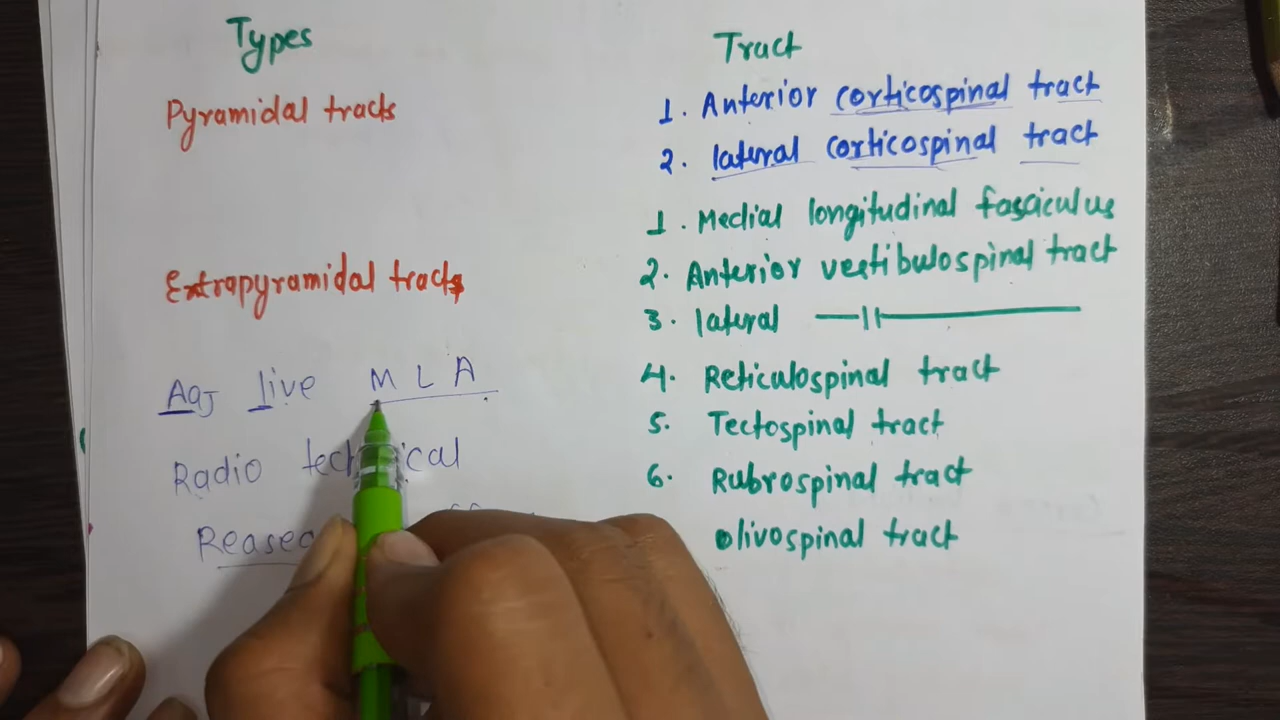 Types
Pyramidal tracts
Extrapyramidal tracts
Aaj live M L A
Radio
Tract
1. Anterior corticospinal tract
2. lateral corticospinal tract
1. Medial longitudinal fasciculus
2. Anterior vestibulospinal tract
3. lateral —||—
4. Reticulospinal tract
5. Tectospinal tract
6. Rubrospinal tract
olivospinal tract